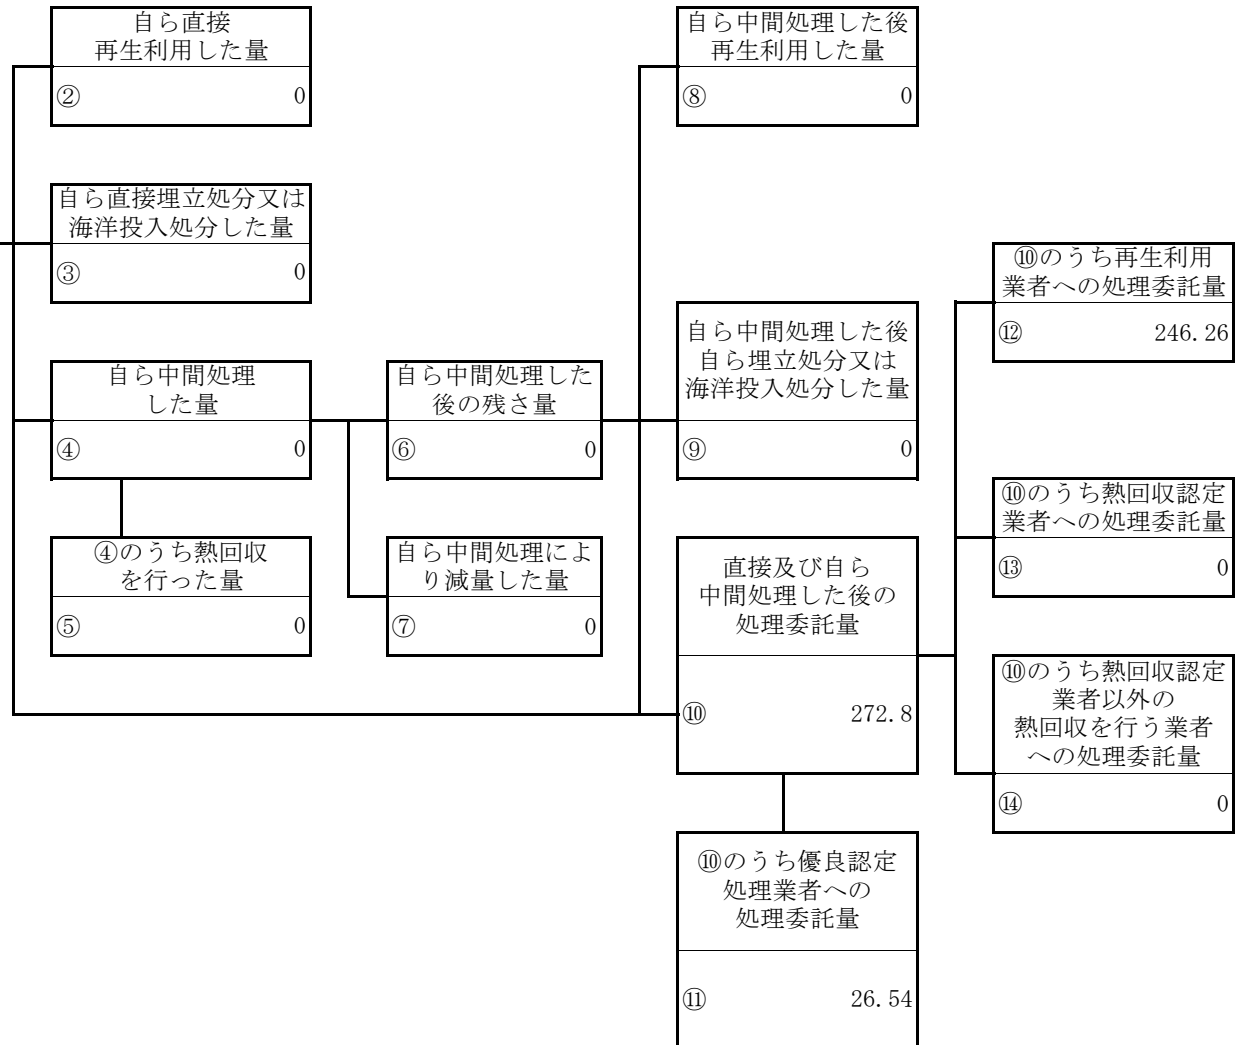 自ら直接
再生利用した量
② 0
自ら直接埋立処分又は
海洋投入処分した量
③ 0
自ら中間処理
した量
④ 0
④のうち熱回収
を行った量
⑤ 0
自ら中間処理した
後の残さ量
⑥ 0
自ら中間処理によ
り減量した量
⑦ 0
自ら中間処理した後
再生利用した量
⑧ 0
自ら中間処理した後
自ら埋立処分又は
海洋投入処分した量
⑨ 0
直接及び自ら
中間処理した後の
処理委託量
⑩ 272.8
⑩のうち優良認定
処理業者への
処理委託量
⑪ 26.54
⑩のうち再生利用
業者への処理委託量
⑫ 246.26
⑩のうち熱回収認定
業者への処理委託量
⑬ 0
⑩のうち熱回収認定
業者以外の
熱回収を行う業者
への処理委託量
⑭ 0